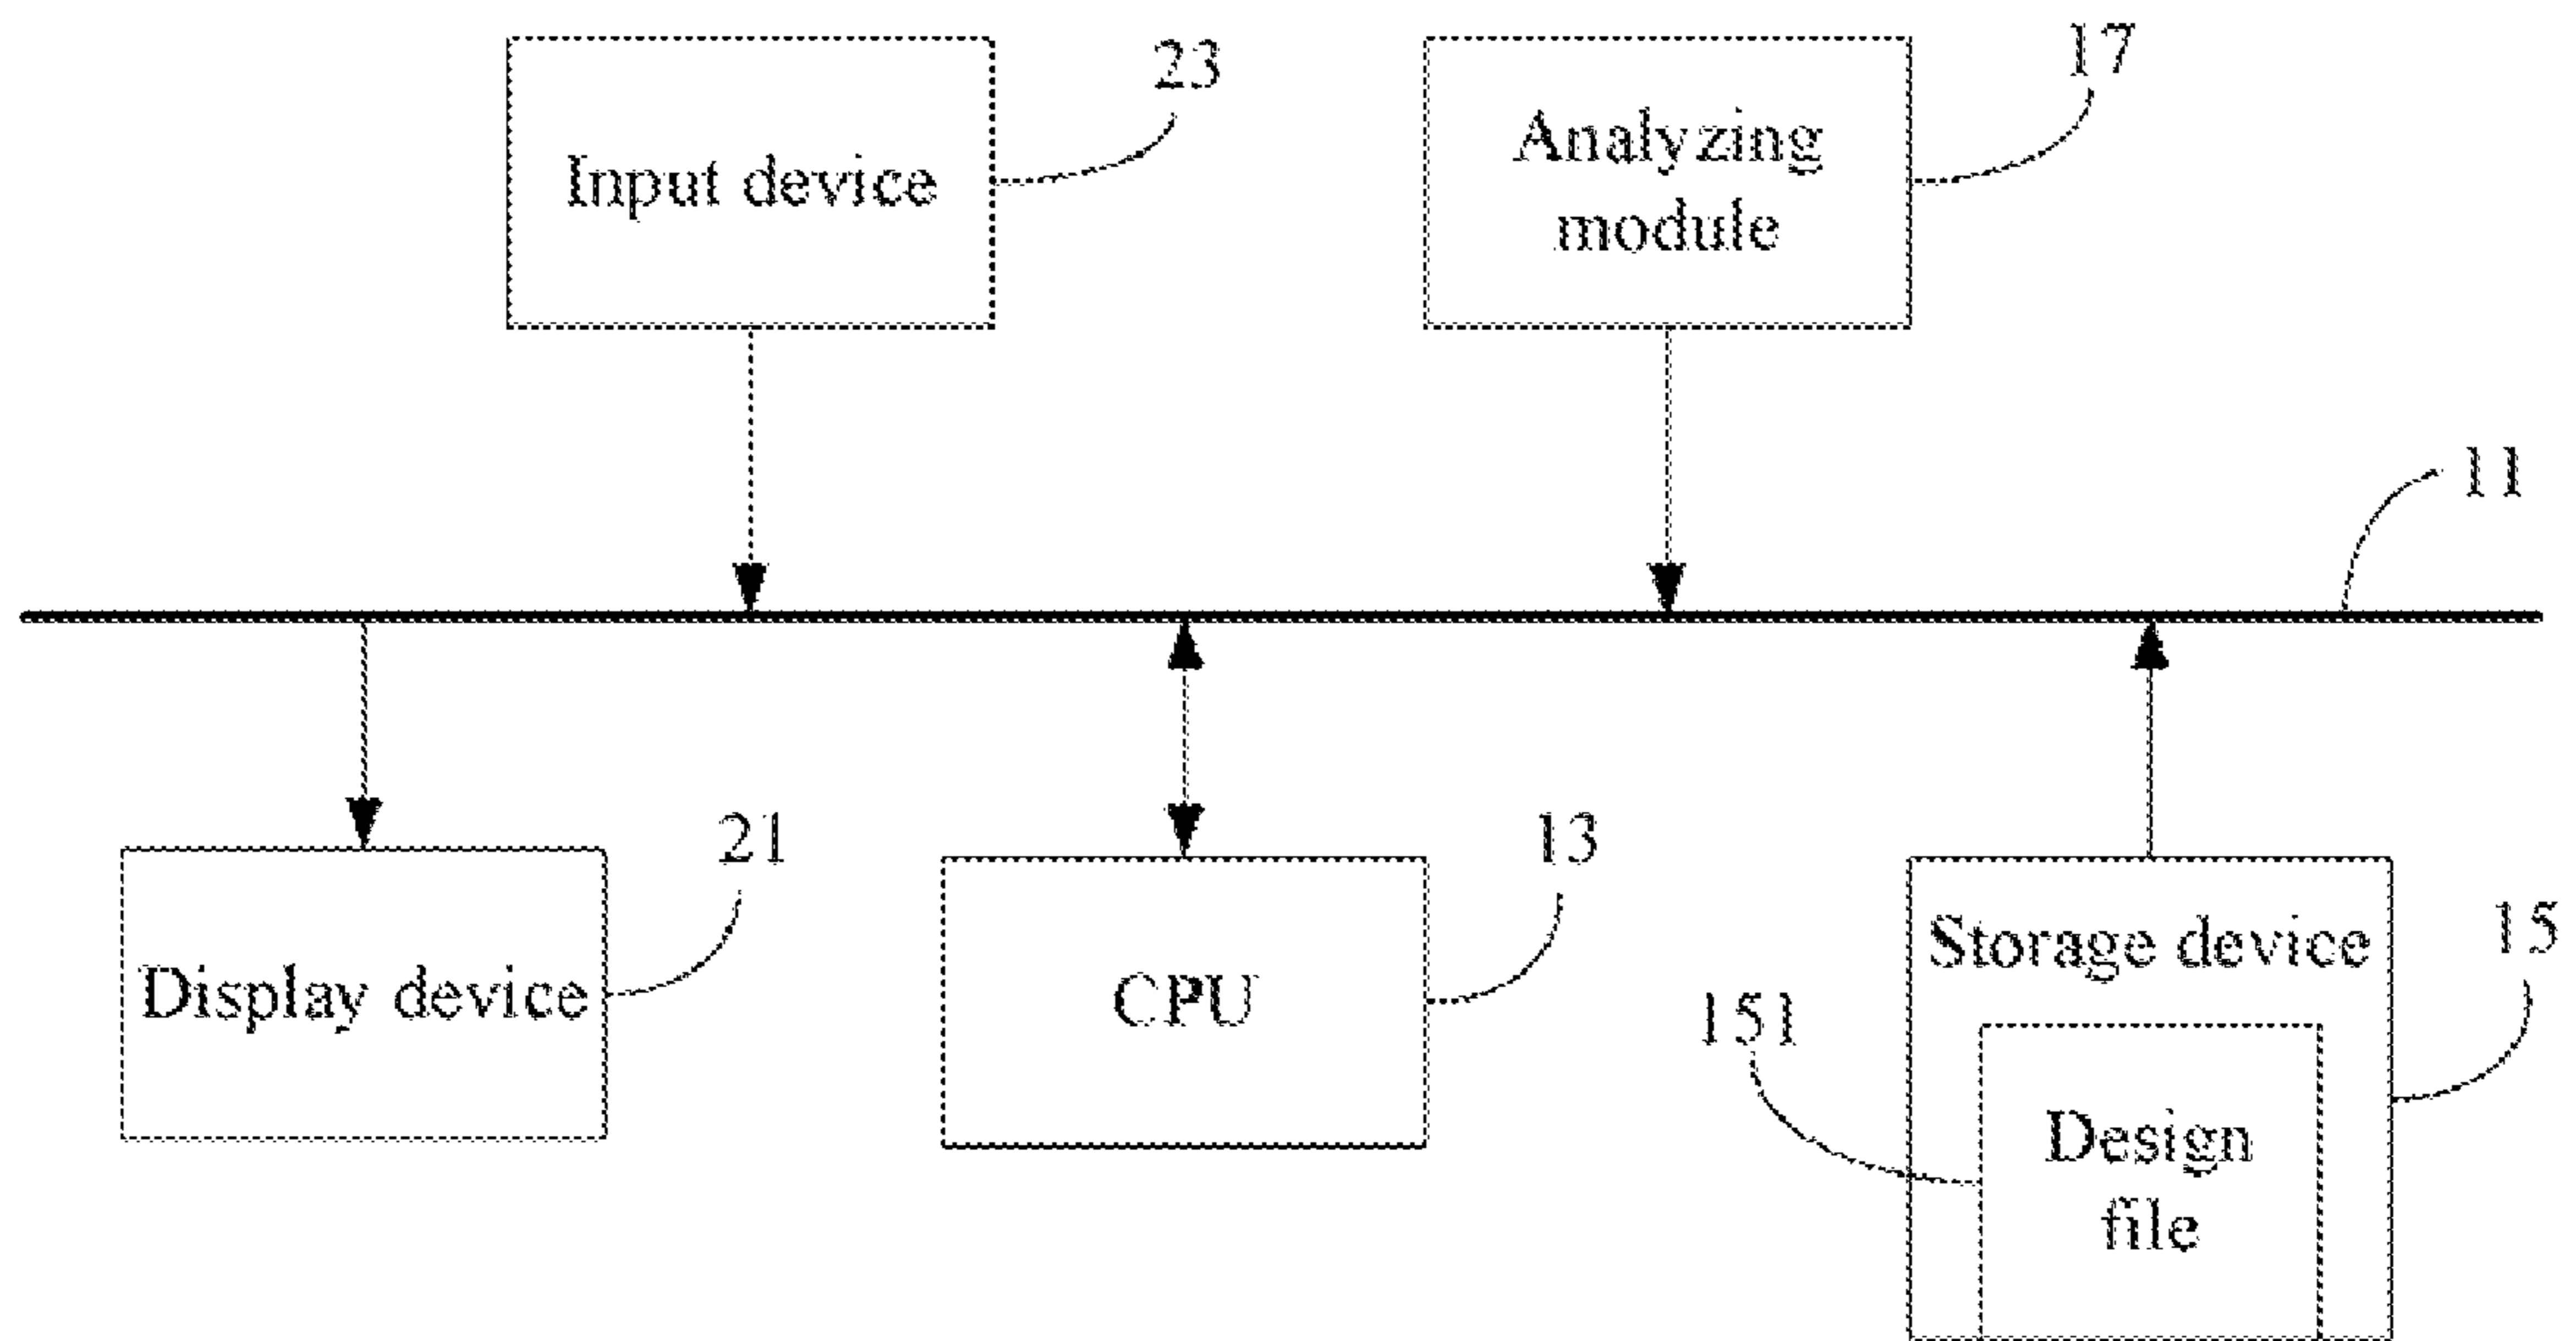 23
17
Input device
Analyzing
module
11
21
13
Display device
CPU
Storage device
15
151
Design
file